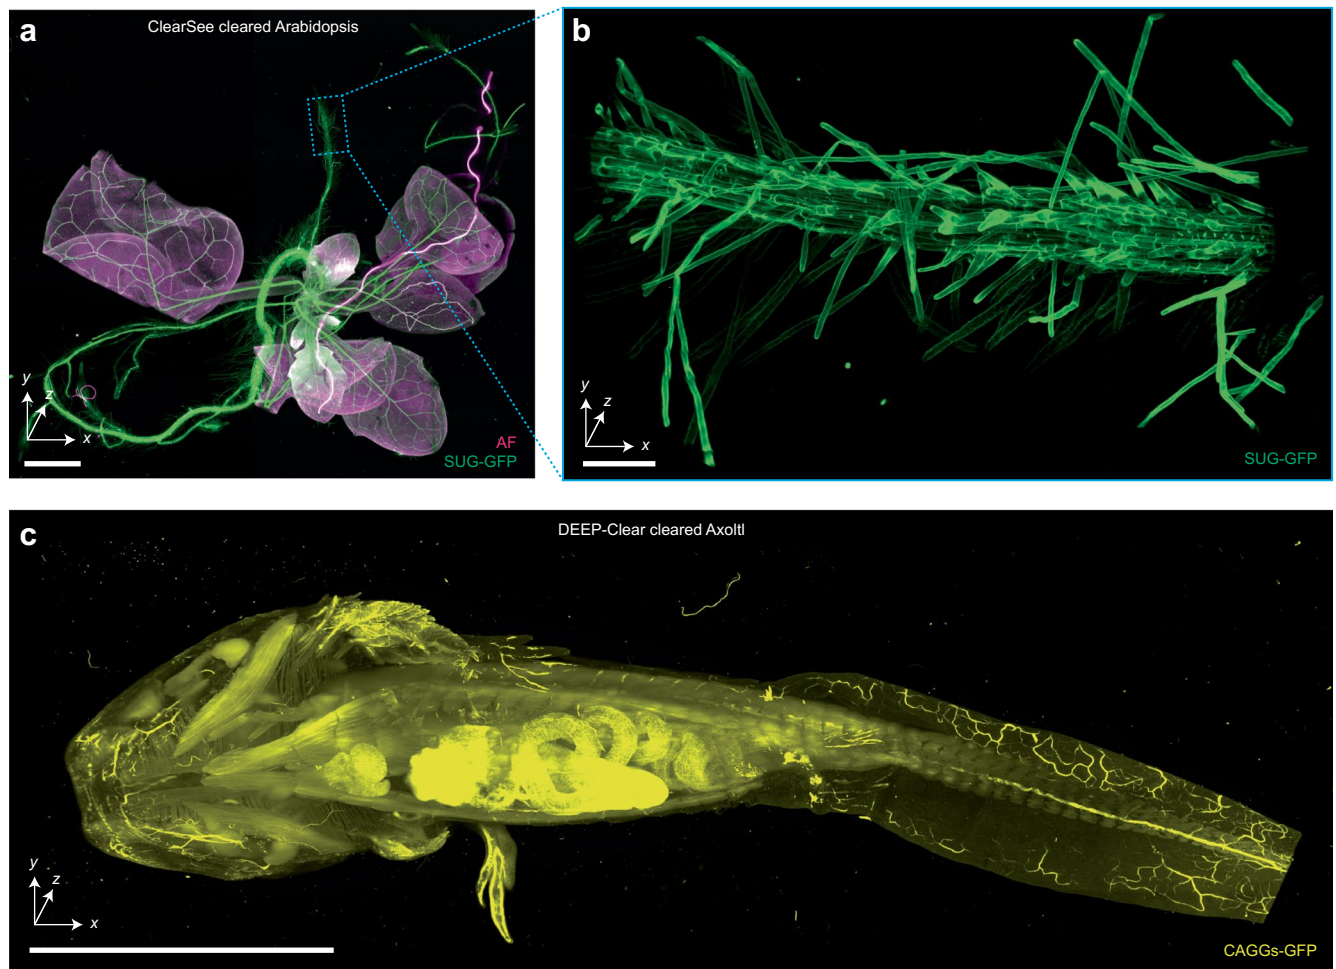 a
ClearSee cleared Arabidopsis
y
z
x
AF
SUG-GFP
b
y
z
x
SUG-GFP
c
DEEP-Clear cleared Axoltl
y
z
x
CAGGs-GFP